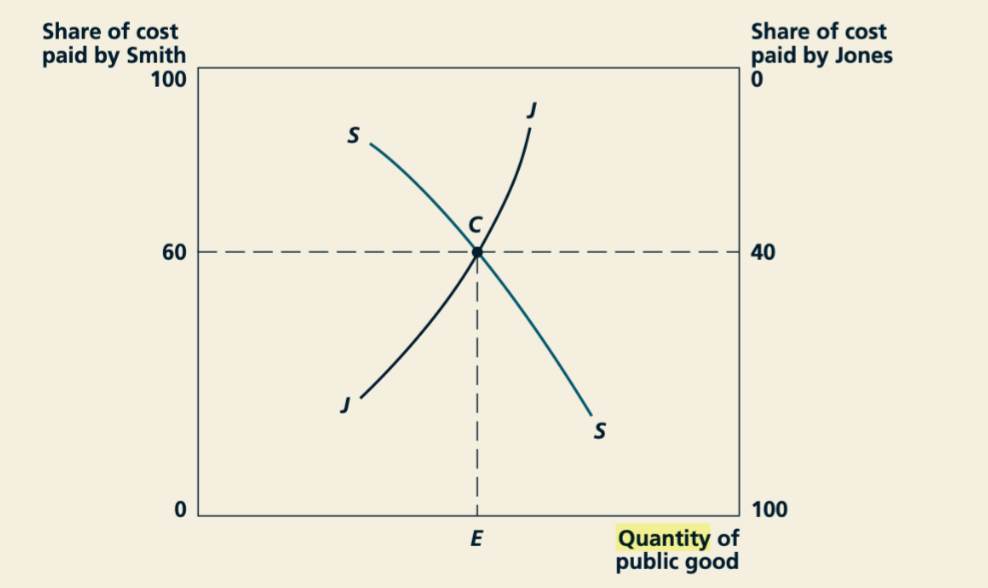 Share of cost
paid by Smith
Share of cost
paid by Jones
100
0
J
S
C
60
40
J
S
0
100
E
Quantity of
public good